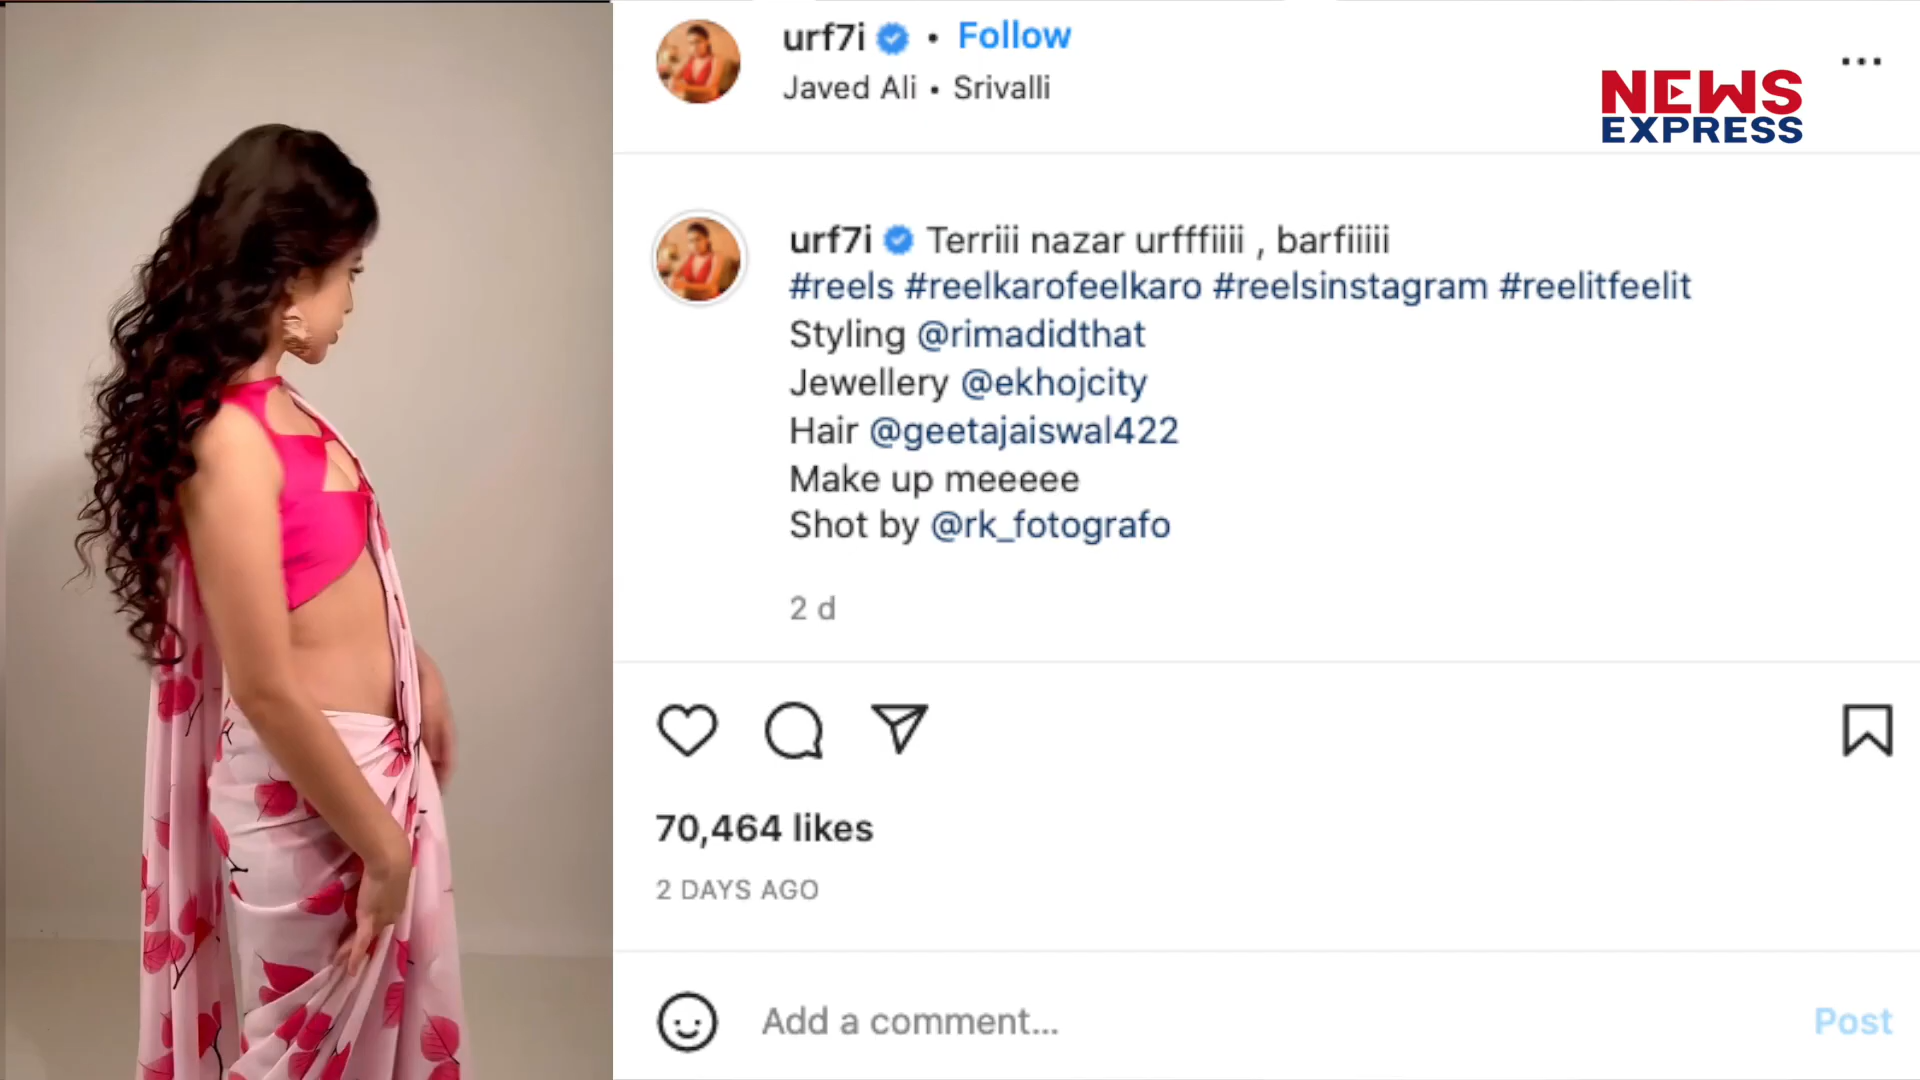 urf7i • Follow
Javed Ali • Srivalli
NEWS
EXPRESS
urf7i Terriii nazar urfffiiii , barfiiiii
#reels #reelkarofeelkaro #reelsinstagram #reelitfeelit
Styling @rimadidthat
Jewellery @ekhojcity
Hair @geetajaiswal422
Make up meeeee
Shot by @rk_fotografo
2 d
70,464 likes
2 DAYS AGO
Add a comment...
Post